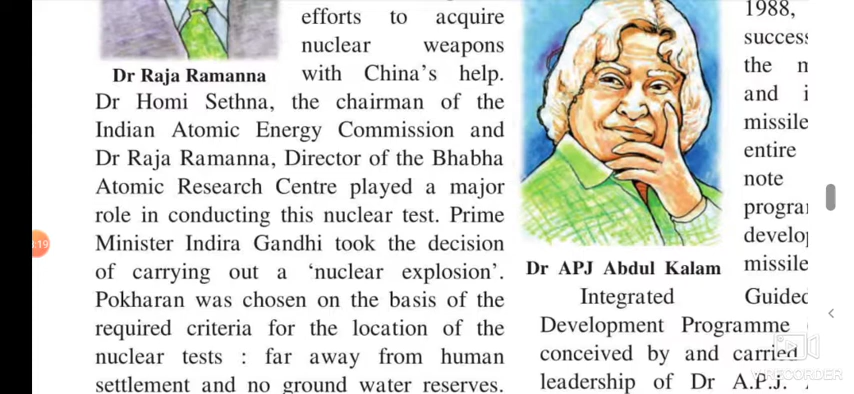 efforts to acquire
nuclear weapons
Dr Raja Ramanna
with China's help.
Dr Homi Sethna, the chairman of the
Indian Atomic Energy Commission and
Dr Raja Ramanna, Director of the Bhabha
Atomic Research Centre played a major
role in conducting this nuclear test. Prime
Minister Indira Gandhi took the decision
of carrying out a 'nuclear explosion'.
Pokharan was chosen on the basis of the
required criteria for the location of the
nuclear tests : far away from human
settlement and no ground water reserves.
1988,
the
and
missile
entire
note
missile
Dr APJ Abdul Kalam
Integrated Guided
Development Programme
conceived by and carried
leadership of Dr A.P.J.
:19
RECORDER